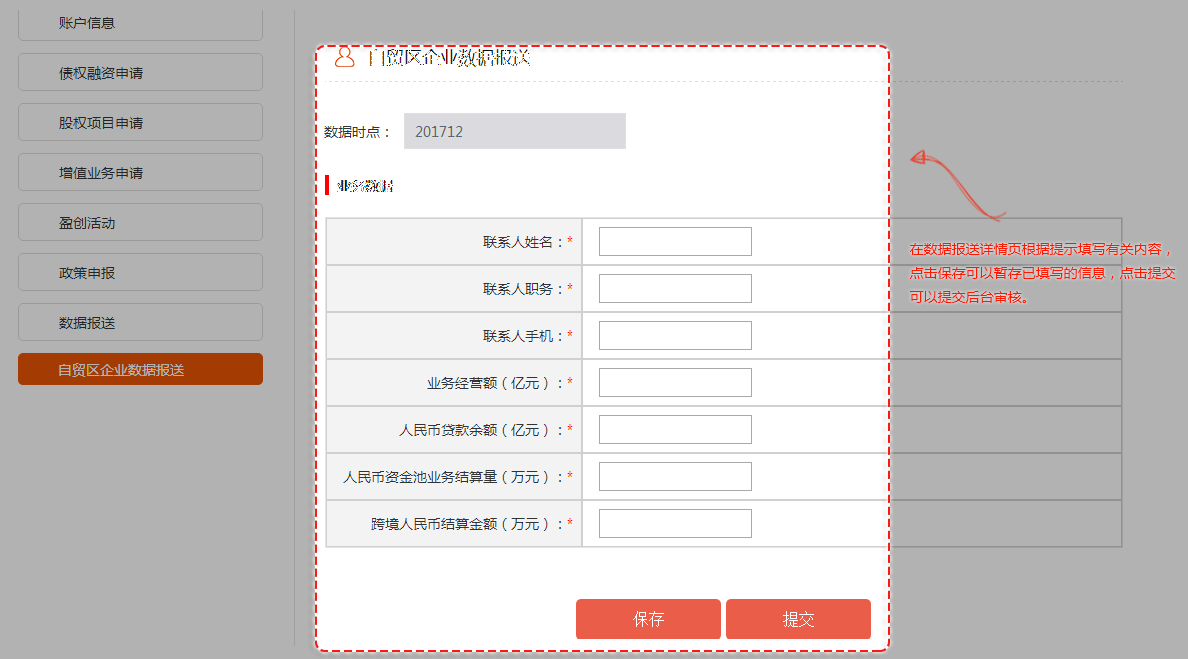 账户信息
债权融资申请
股权项目申请
增值业务申请
盈创活动
政策申报
数据报送
自贸区企业数据报送
自贸区企业数据报送
数据时点： 201712
业务数据
联系人姓名：*
联系人职务：*
联系人手机：*
业务经营额（亿元）：*
人民币贷款余额（亿元）：*
人民币资金池业务结算量（万元）：*
跨境人民币结算金额（万元）：*
保存 提交
在数据报送详情页根据提示填写有关内容，
点击保存可以暂存已填写的信息，点击提交
可以提交后台审核。